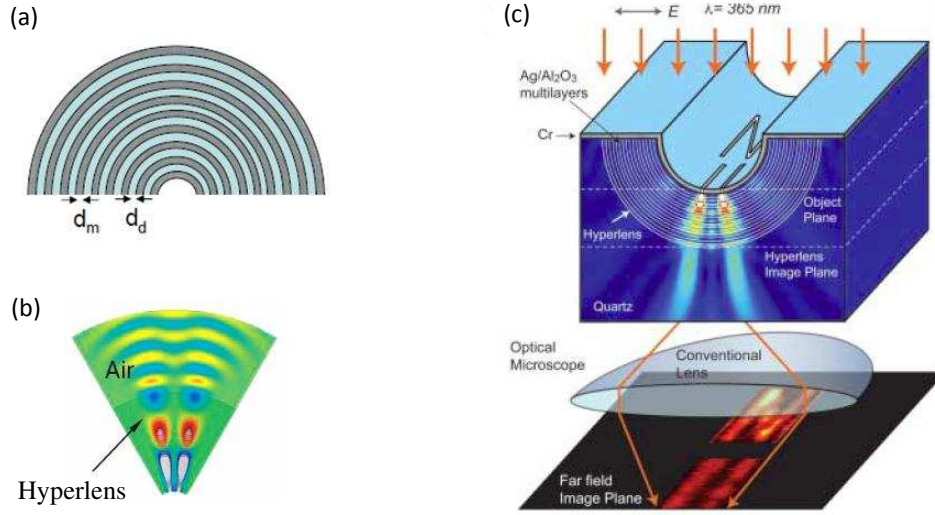 (a)
dₘ
d_d
(b)
Air
Hyperlens
(c)
E
λ= 365 nm
Ag/Al₂O₃
multilayers
Cr
Object
Plane
Hyperlens
Hyperlens
Image Plane
Quartz
Optical
Microscope
Conventional
Lens
Far field
Image Plane